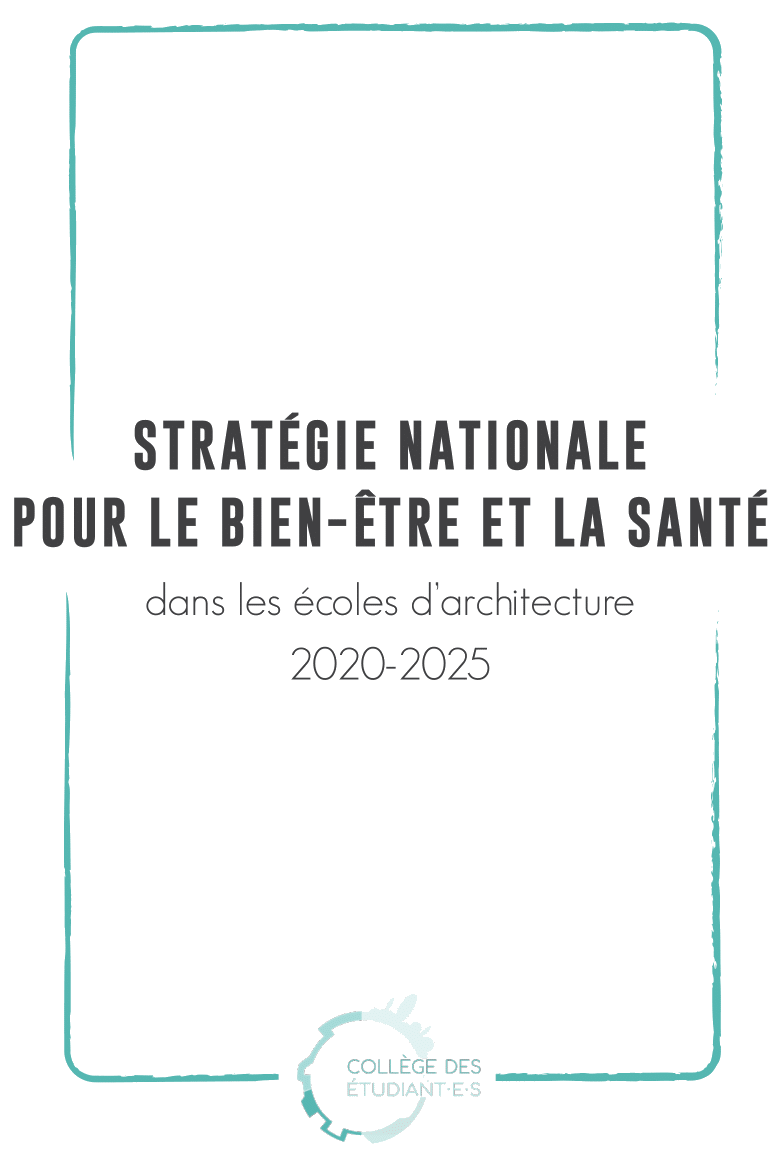 STRATÉGIE NATIONALE
POUR LE BIEN-ÊTRE ET LA SANTÉ
dans les écoles d'architecture
2020-2025
COLLÈGE DES
ÉTUDIANT·E·S